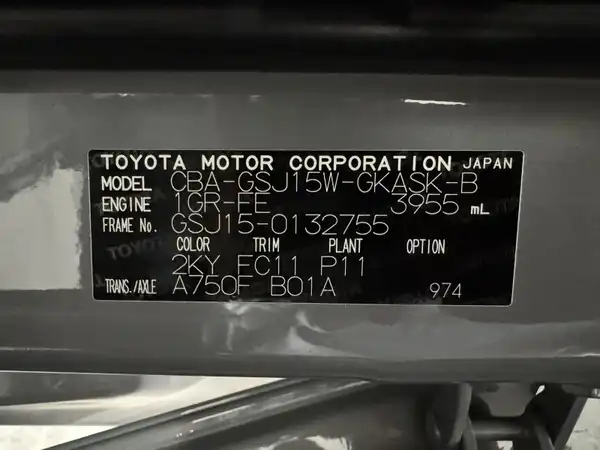 TOYOTA MOTOR CORPORATION JAPAN
MODEL CBA-GSJ15W-GKASK-B
ENGINE 1GR-FE 3955 mL
FRAME No. GSJ15-0132755
COLOR TRIM PLANT OPTION
2KY FC11 P11
TRANS./AXLE A750F B01A 974